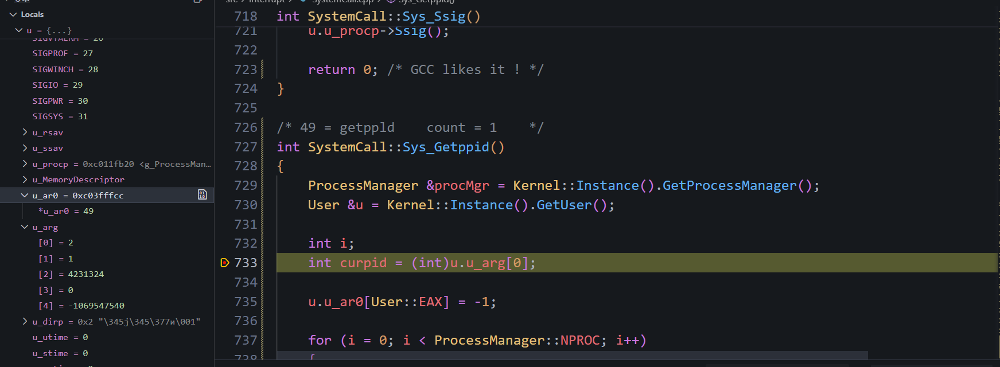 Locals
u = {...}
SIGVTALRM = 26
SIGPROF = 27
SIGWINCH = 28
SIGIO = 29
SIGPWR = 30
SIGSYS = 31
u_rsav
u_ssav
u_procp = 0xc011fb20 <g_ProcessMan…
u_MemoryDescriptor
u_ar0 = 0xc03fffcc
*u_ar0 = 49
u_arg
[0] = 2
[1] = 1
[2] = 4231324
[3] = 0
[4] = -1069547540
u_dirp = 0x2 "\345ɉ\345\377и\001"
u_utime = 0
u_stime = 0
src > interrupt > SystemCall.cpp > Sys_Getppid()
718 int SystemCall::Sys_Ssig()
721 u.u_procp->Ssig();
722
723 return 0; /* GCC likes it ! */
724 }
725
726 /* 49 = getppld    count = 1    */
727 int SystemCall::Sys_Getppid()
728 {
729 ProcessManager &procMgr = Kernel::Instance().GetProcessManager();
730 User &u = Kernel::Instance().GetUser();
731
732 int i;
733 int curpid = (int)u.u_arg[0];
734
735 u.u_ar0[User::EAX] = -1;
736
737 for (i = 0; i < ProcessManager::NPROC; i++)
738 {